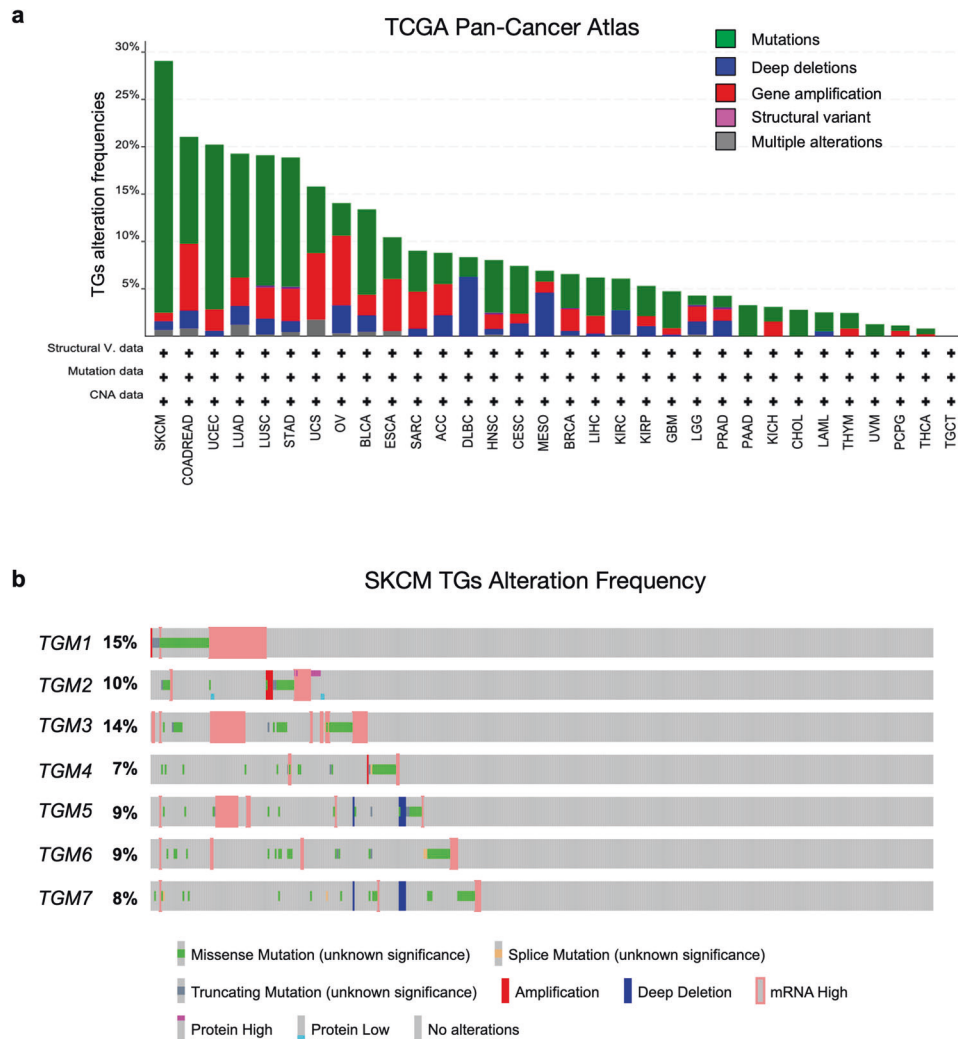 a
TCGA Pan-Cancer Atlas
TGs alteration frequencies
30%
25%
20%
15%
10%
5%
Mutations
Deep deletions
Gene amplification
Structural variant
Multiple alterations
Structural V. data + + + + + + + + + + + + + + + + + + + + + + + + + + + + + + + +
Mutation data + + + + + + + + + + + + + + + + + + + + + + + + + + + + + + + +
CNA data + + + + + + + + + + + + + + + + + + + + + + + + + + + + + + + +
SKCM COADREAD UCEC LUAD LUSC STAD UCS OV BLCA ESCA SARC ACC DLBC HNSC CESC MESO BRCA LIHC KIRC KIRP GBM LGG PRAD PAAD KICH CHOL LAML THYM UVM PCPG THCA TGCT
b
SKCM TGs Alteration Frequency
TGM1 15%
TGM2 10%
TGM3 14%
TGM4 7%
TGM5 9%
TGM6 9%
TGM7 8%
Missense Mutation (unknown significance) Splice Mutation (unknown significance)
Truncating Mutation (unknown significance) Amplification Deep Deletion mRNA High
Protein High Protein Low No alterations